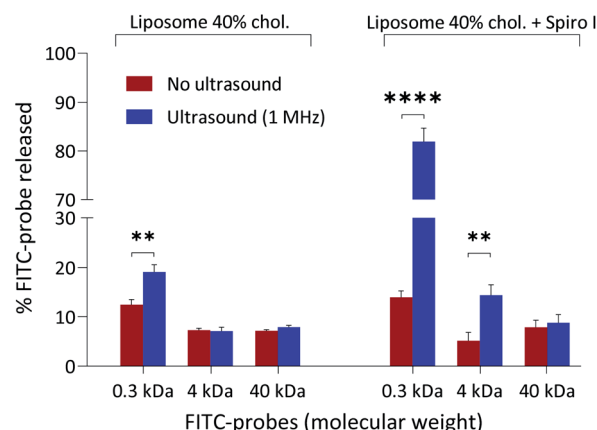 Liposome 40% chol.
Liposome 40% chol. + Spiro I
100
90
80
70
30
20
10
0
% FITC-probe released
No ultrasound
Ultrasound (1 MHz)
**
****
**
0.3 kDa
4 kDa
40 kDa
0.3 kDa
4 kDa
40 kDa
FITC-probes (molecular weight)